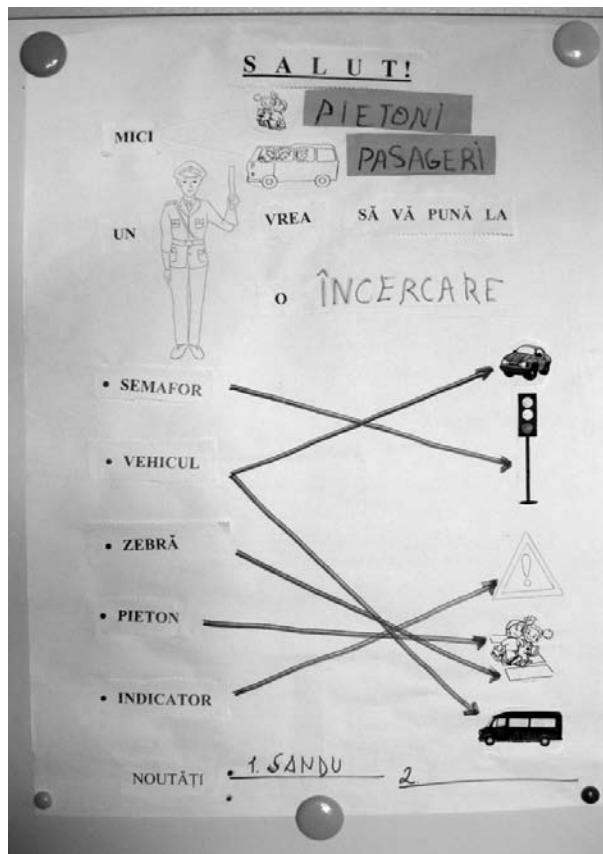 SALUT!
PIETONI
MICI
PASAGERI
UN VREA SĂ VĂ PUNĂ LA
O ÎNCERCARE
• SEMAFOR
• VEHICUL
• ZEBRĂ
• PIETON
• INDICATOR
NOUTĂȚI • 1. SANDU 2.